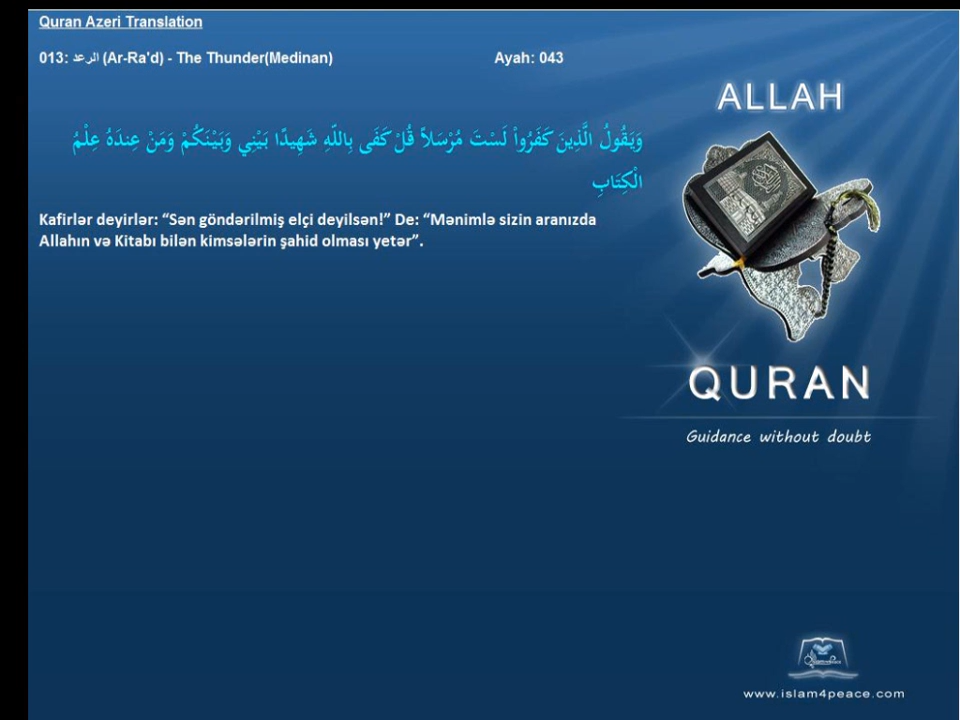 Quran Azeri Translation
013: الرعد (Ar-Ra'd) - The Thunder(Medinan) Ayah: 043
ALLAH
وَيَقُولُ الَّذِينَ كَفَرُواْ لَسْتَ مُرْسَلاً قُلْ كَفَى بِاللّهِ شَهِيدًا بَيْنِي وَبَيْنَكُمْ وَمَنْ عِندَهُ عِلْمُ
الْكِتَابِ
Kafirlər deyirlər: “Sən göndərilmiş elçi deyilsən!” De: “Mənimlə sizin aranızda
Allahın və Kitabı bilən kimsələrin şahid olması yetər”.
QURAN
Guidance without doubt
www.islam4peace.com